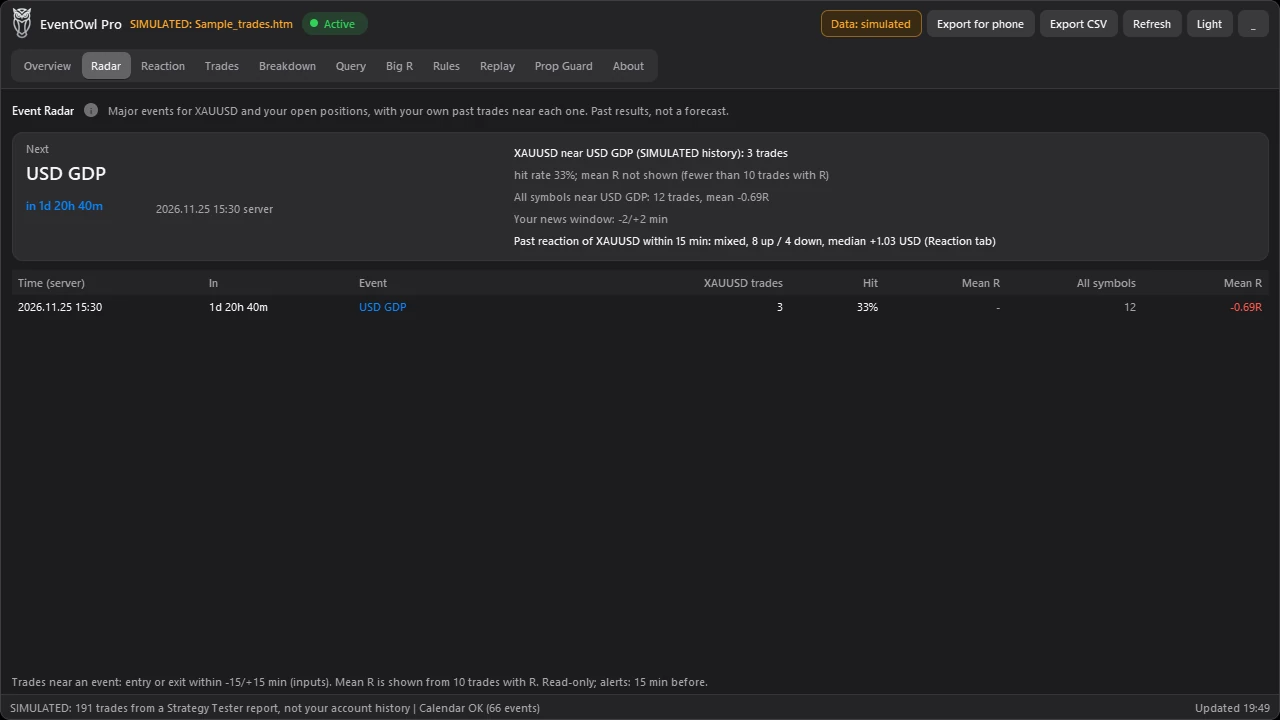 EventOwl Pro SIMULATED: Sample_trades.htm Active Data: simulated Export for phone Export CSV Refresh Light _
Overview Radar Reaction Trades Breakdown Query Big R Rules Replay Prop Guard About
Event Radar i Major events for XAUUSD and your open positions, with your own past trades near each one. Past results, not a forecast.
Next
USD GDP
in 1d 20h 40m 2026.11.25 15:30 server
XAUUSD near USD GDP (SIMULATED history): 3 trades
hit rate 33%; mean R not shown (fewer than 10 trades with R)
All symbols near USD GDP: 12 trades, mean -0.69R
Your news window: -2/+2 min
Past reaction of XAUUSD within 15 min: mixed, 8 up / 4 down, median +1.03 USD (Reaction tab)
Time (server) In Event XAUUSD trades Hit Mean R All symbols Mean R
2026.11.25 15:30 1d 20h 40m USD GDP 3 33% - 12 -0.69R
Trades near an event: entry or exit within -15/+15 min (inputs). Mean R is shown from 10 trades with R. Read-only; alerts: 15 min before.
SIMULATED: 191 trades from a Strategy Tester report, not your account history | Calendar OK (66 events) Updated 19:49